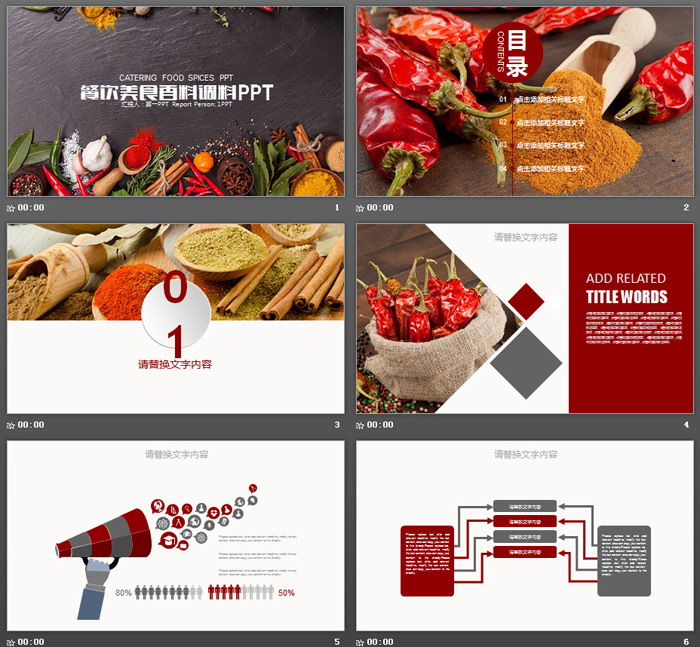 CATERING FOOD SPICES PPT
餐饮美食百料调料PPT
汇报人:第一PPT Report Person:1PPT
00:00
1
目录
CONTENTS
01 点击添加相关标题文字
02 点击添加相关标题文字
03 点击添加相关标题文字
04 点击添加相关标题文字
00:00
2
01
请替换文字内容
00:00
3
请替换文字内容
ADD RELATED
TITLE WORDS
00:00
4
请替换文字内容
80%
50%
00:00
5
请替换文字内容
请替换文字内容
请替换文字内容
请替换文字内容
请替换文字内容
00:00
6